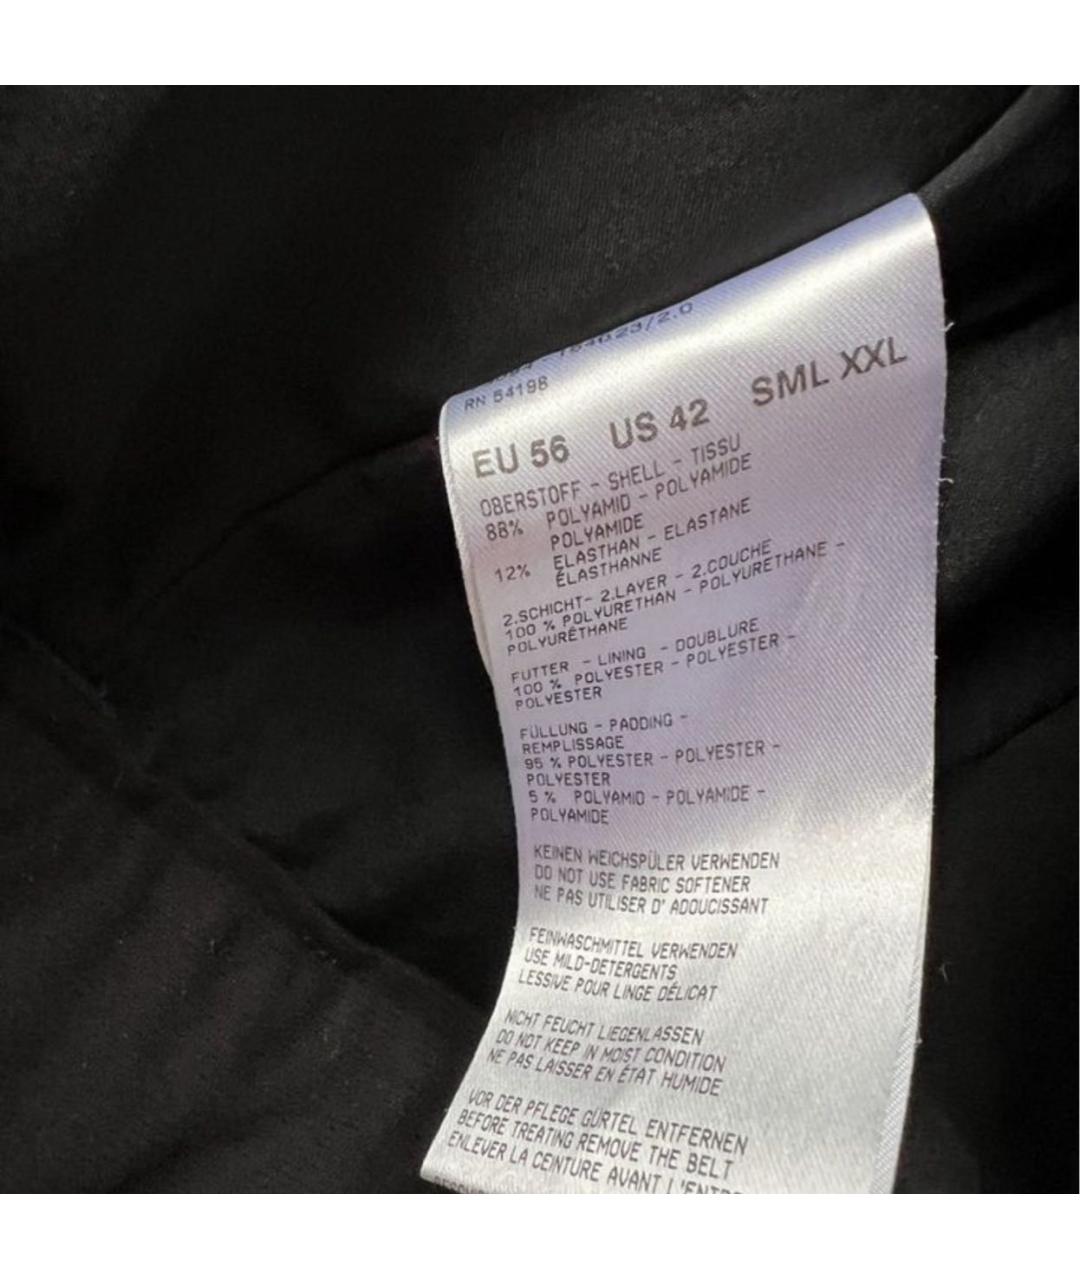 RN 54198
EU 56 US 42 SML XXL
OBERSTOFF - SHELL - TISSU
88% POLYAMID - POLYAMIDE
POLYAMIDE
12% ELASTHAN - ELASTANE
ÉLASTHANNE
2.SCHICHT- 2.LAYER - 2.COUCHE
100 % POLYURETHAN - POLYURETHANE -
POLYURÉTHANE
FUTTER - LINING - DOUBLURE
100 % POLYESTER - POLYESTER -
POLYESTER
FÜLLUNG - PADDING -
REMPLISSAGE
95 % POLYESTER - POLYESTER -
POLYESTER
5 % POLYAMID - POLYAMIDE -
POLYAMIDE
KEINEN WEICHSPÜLER VERWENDEN
DO NOT USE FABRIC SOFTENER
NE PAS UTILISER D' ADOUCISSANT
FEINWASCHMITTEL VERWENDEN
USE MILD-DETERGENTS
LESSIVE POUR LINGE DÉLICAT
NICHT FEUCHT LIEGENLASSEN
DO NOT KEEP IN MOIST CONDITION
NE PAS LAISSER EN ÉTAT HUMIDE
VOR DER PFLEGE GÜRTEL ENTFERNEN
BEFORE TREATING REMOVE THE BELT
ENLEVER LA CEINTURE AVANT